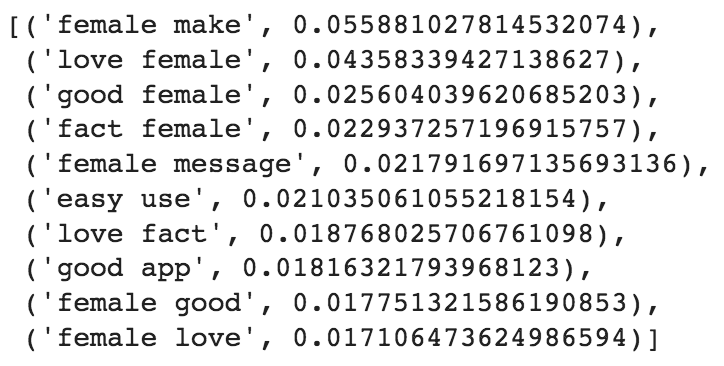 [('female make', 0.055881027814532074),
('love female', 0.04358339427138627),
('good female', 0.025604039620685203),
('fact female', 0.022937257196915757),
('female message', 0.021791697135693136),
('easy use', 0.021035061055218154),
('love fact', 0.018768025706761098),
('good app', 0.01816321793968123),
('female good', 0.017751321586190853),
('female love', 0.017106473624986594)]